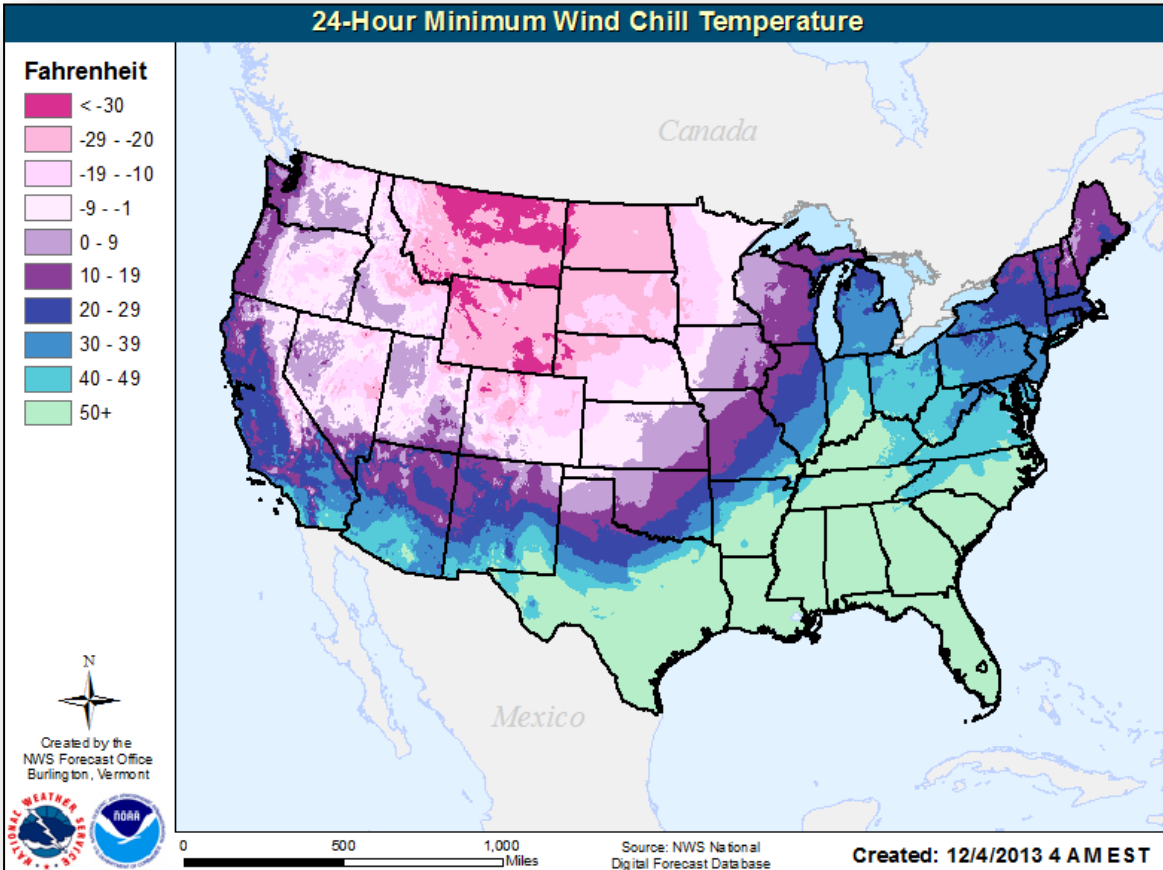 24-Hour Minimum Wind Chill Temperature
Fahrenheit
< -30
-29 - -20
-19 - -10
-9 - -1
0 - 9
10 - 19
20 - 29
30 - 39
40 - 49
50+
Canada
Mexico
N
Created by the
NWS Forecast Office
Burlington, Vermont
NATIONAL WEATHER SERVICE
NOAA
0 500 1,000
Miles
Source: NWS National
Digital Forecast Database
Created: 12/4/2013 4 AM EST